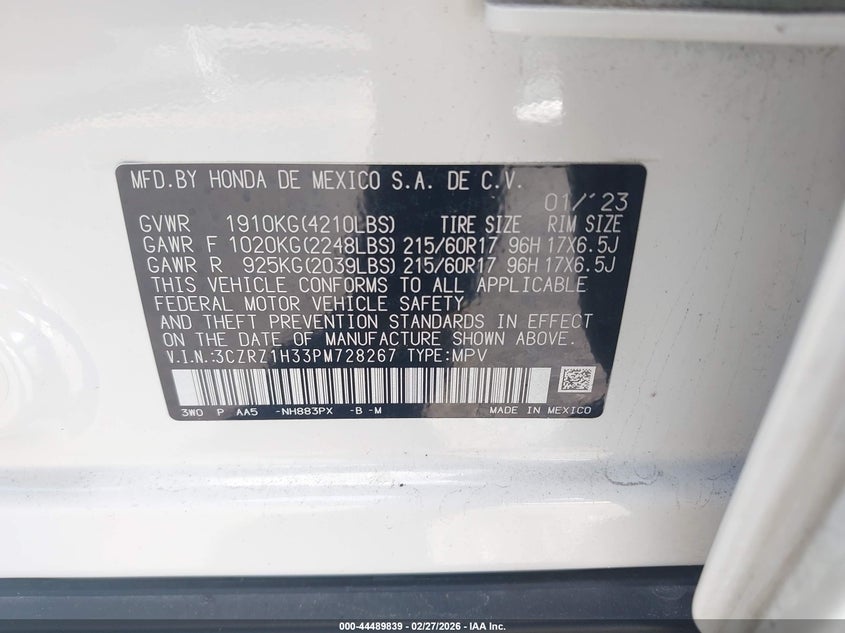 MFD.BY HONDA DE MEXICO S.A. DE C.V.
01/'23
GVWR 1910KG(4210LBS) TIRE SIZE RIM SIZE
GAWR F 1020KG(2248LBS) 215/60R17 96H 17X6.5J
GAWR R 925KG(2039LBS) 215/60R17 96H 17X6.5J
THIS VEHICLE CONFORMS TO ALL APPLICABLE
FEDERAL MOTOR VEHICLE SAFETY
AND THEFT PREVENTION STANDARDS IN EFFECT
ON THE DATE OF MANUFACTURE SHOWN ABOVE.
V.I.N.:3CZRZ1H33PM728267 TYPE:MPV
3W0 P AA5 -NH883PX -B -M MADE IN MEXICO
000-44489839 - 02/27/2026 - IAA Inc.